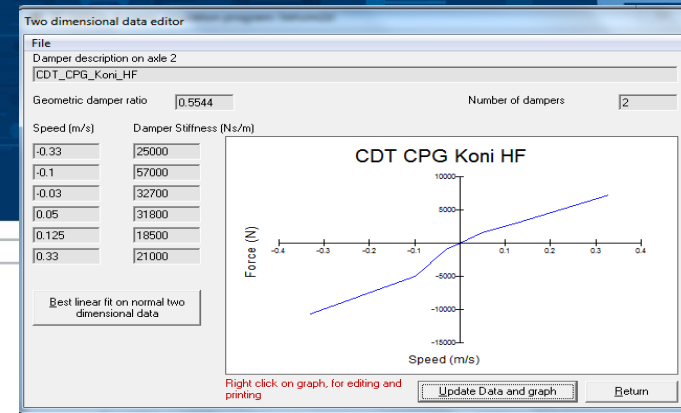 Two dimensional data editor
File
Damper description on axle 2
CDT_CPG_Koni_HF
Geometric damper ratio 0.5544 Number of dampers 2
Speed (m/s) Damper Stiffness (Ns/m)
-0.33 25000
-0.1 57000
-0.03 32700
0.05 31800
0.125 18500
0.33 21000
Best linear fit on normal two
dimensional data
CDT CPG Koni HF
10000
5000
-0.4 -0.3 -0.2 -0.1 0.1 0.2 0.3 0.4
-5000
-10000
-15000
Force (N)
Speed (m/s)
Right click on graph, for editing and
printing
Update Data and graph Return